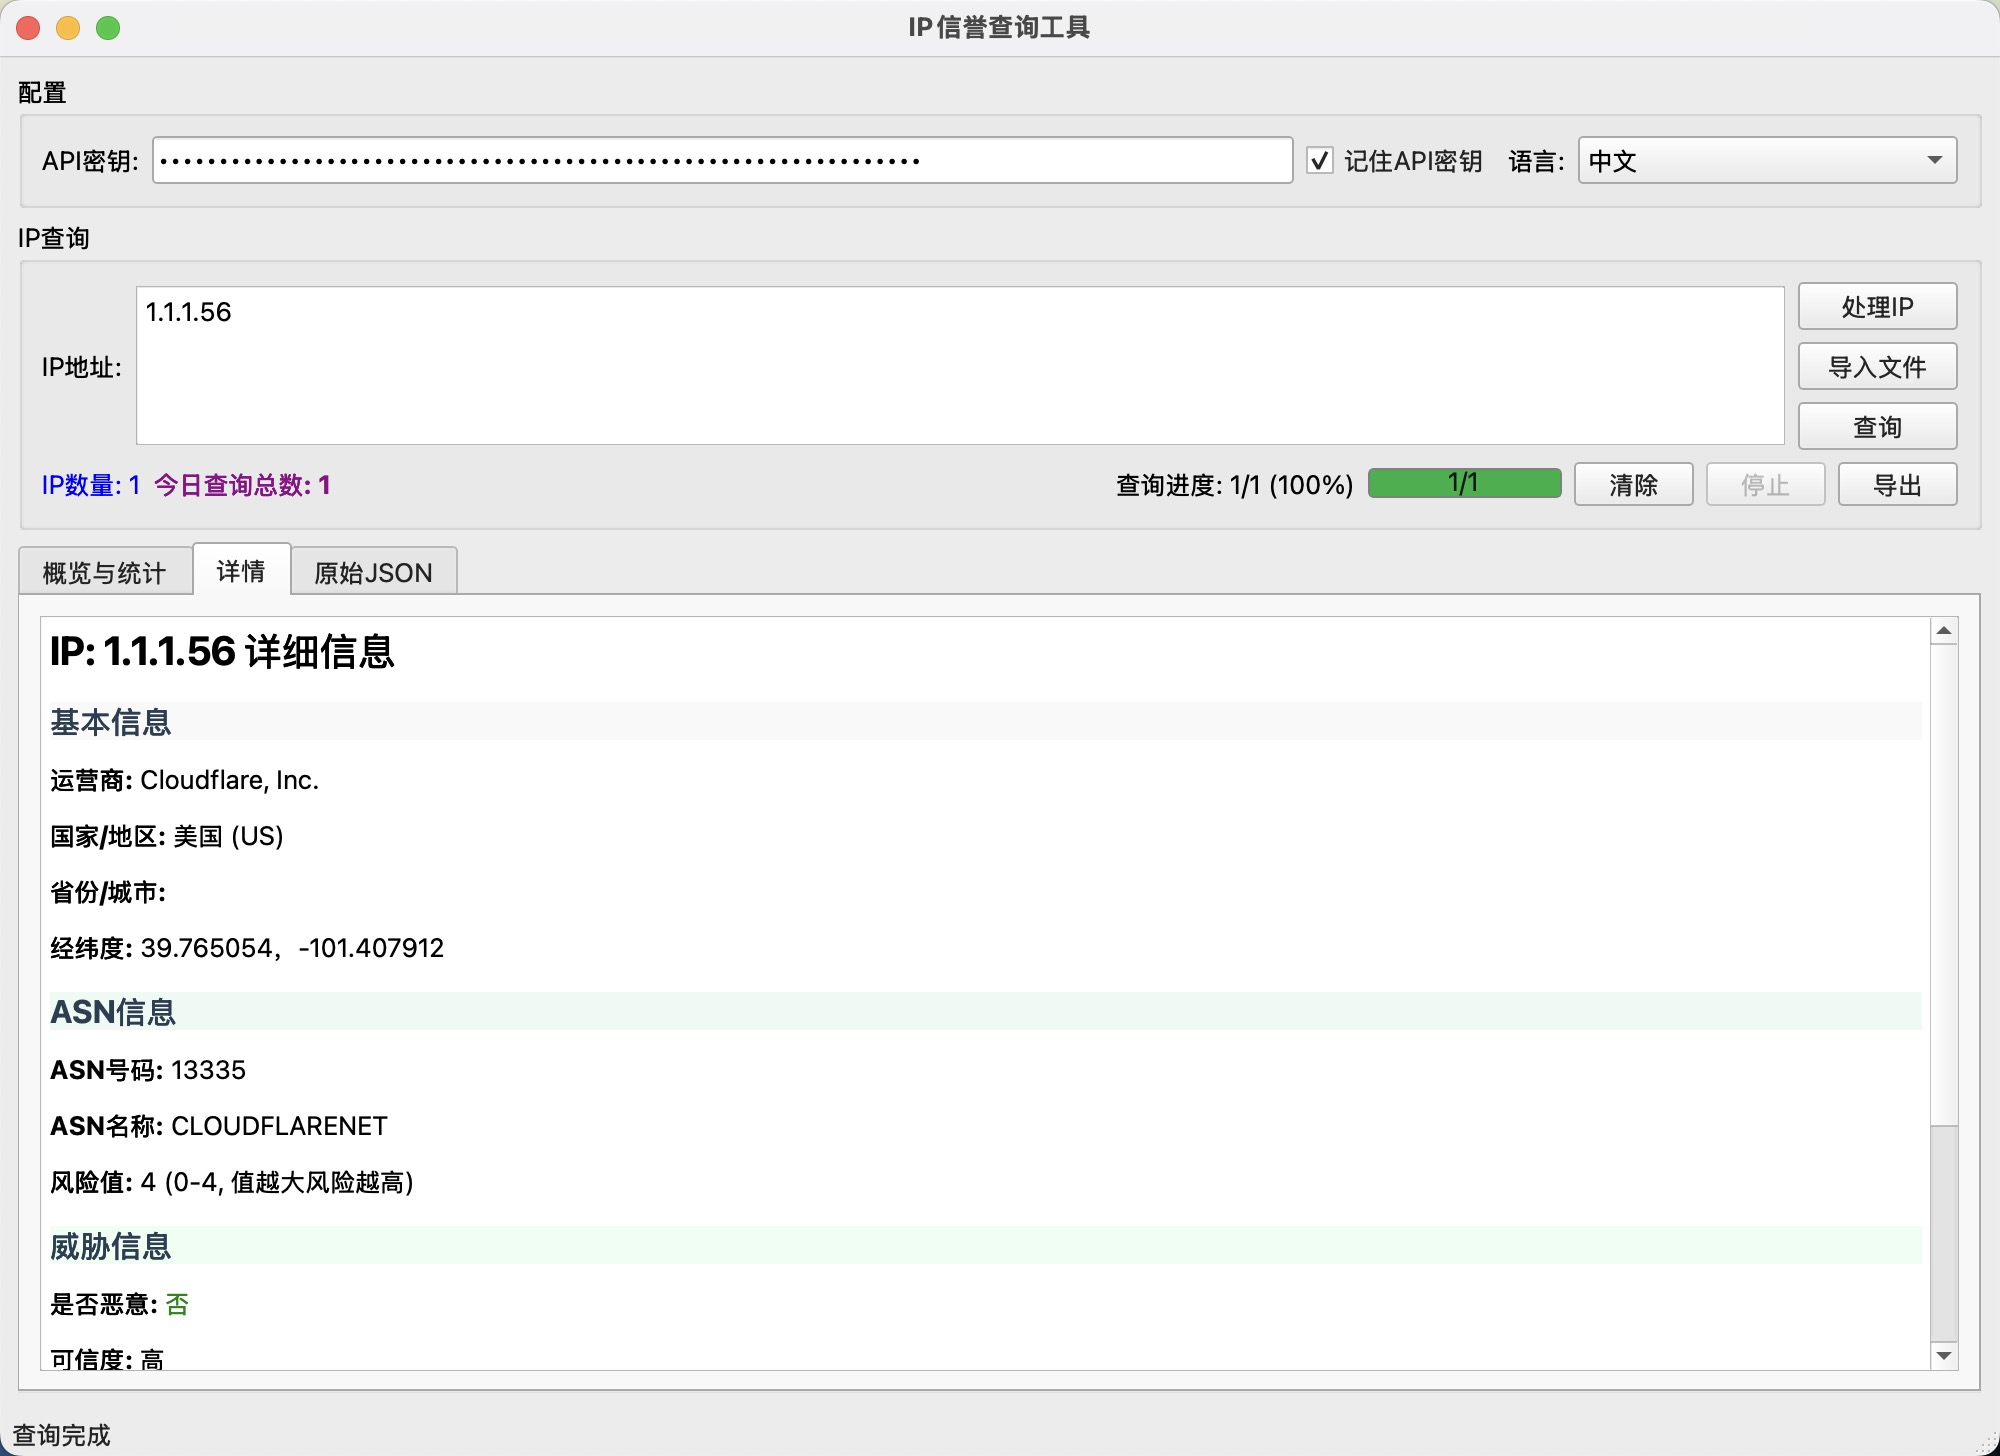 IP信誉查询工具
配置
API密钥: •••••••••••••••••••••••••••••••••••••••••••••••••••••••••••••••• 记住API密钥 语言: 中文
IP查询
IP地址: 1.1.1.56
处理IP
导入文件
查询
IP数量: 1 今日查询总数: 1 查询进度: 1/1 (100%) 1/1 清除 停止 导出
概览与统计 详情 原始JSON
IP: 1.1.1.56 详细信息
基本信息
运营商: Cloudflare, Inc.
国家/地区: 美国 (US)
省份/城市:
经纬度: 39.765054，-101.407912
ASN信息
ASN号码: 13335
ASN名称: CLOUDFLARENET
风险值: 4 (0-4, 值越大风险越高)
威胁信息
是否恶意: 否
可信度: 高
查询完成